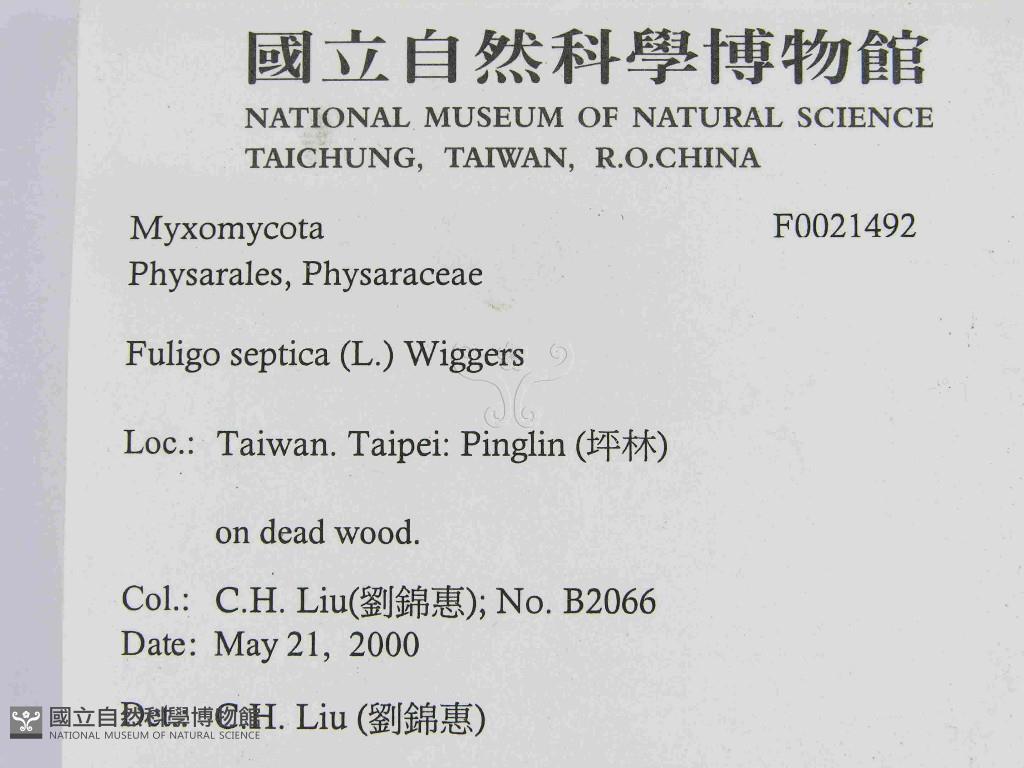 國立自然科學博物館
NATIONAL MUSEUM OF NATURAL SCIENCE
TAICHUNG, TAIWAN, R.O.CHINA
Myxomycota F0021492
Physarales, Physaraceae
Fuligo septica (L.) Wiggers
Loc.: Taiwan. Taipei: Pinglin (坪林)
on dead wood.
Col.: C.H. Liu(劉錦惠); No. B2066
Date: May 21, 2000
Det.: C.H. Liu (劉錦惠)
國立自然科學博物館
NATIONAL MUSEUM OF NATURAL SCIENCE